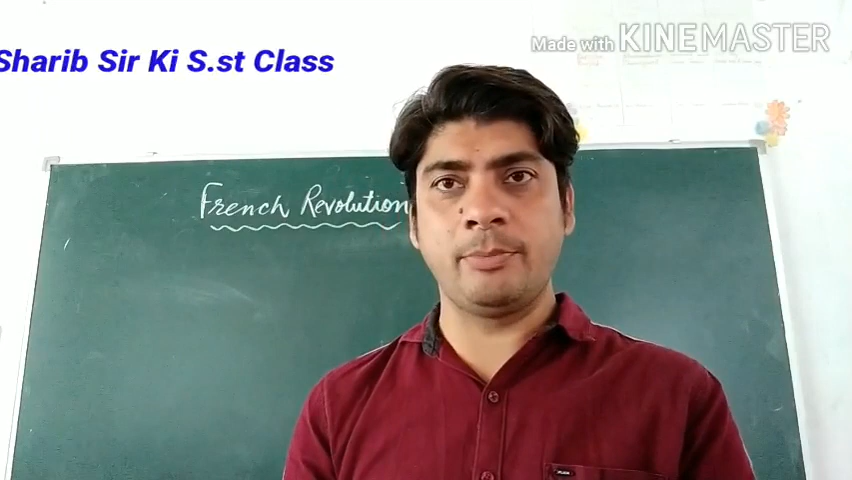 Made with KINEMASTER
Sharib Sir Ki S.st Class
French Revolution